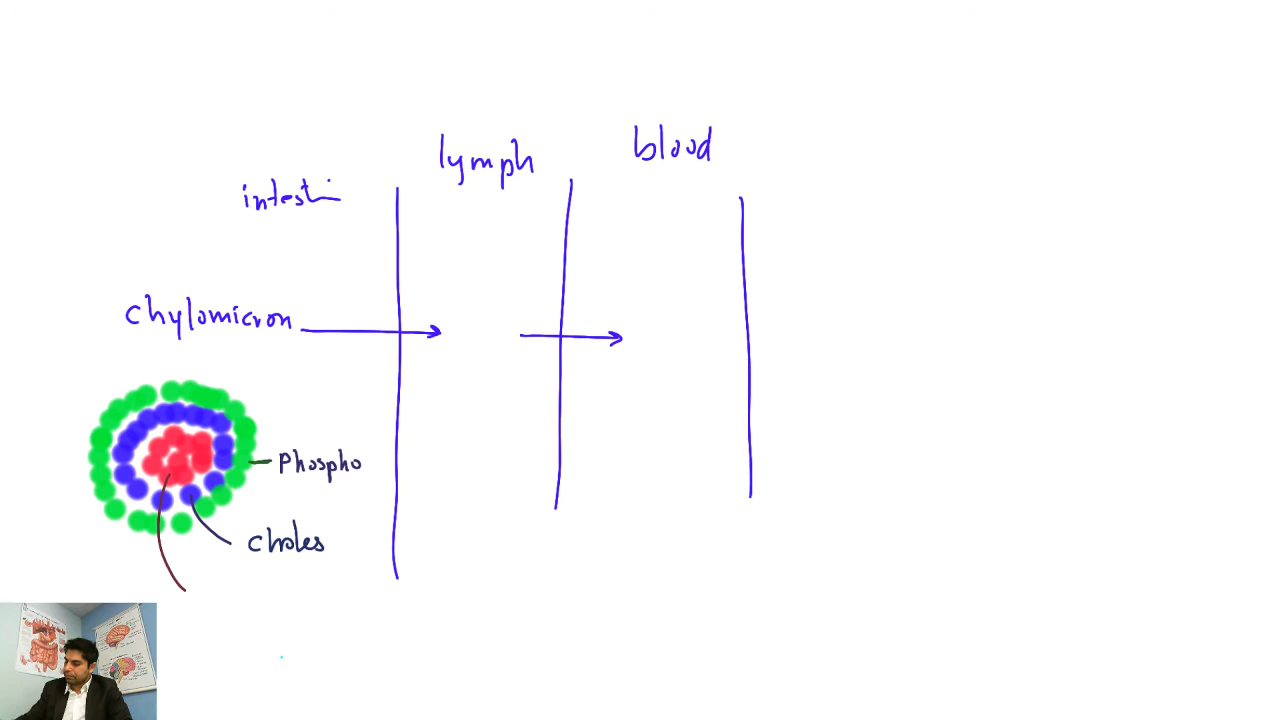 lymph
blood
intesti
chylomicron
Phospho
choles